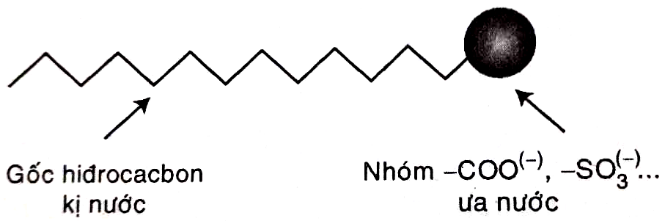 Gốc hiđrocacbon
kị nước
Nhóm –COO⁽⁻⁾, –SO₃⁽⁻⁾...
ưa nước